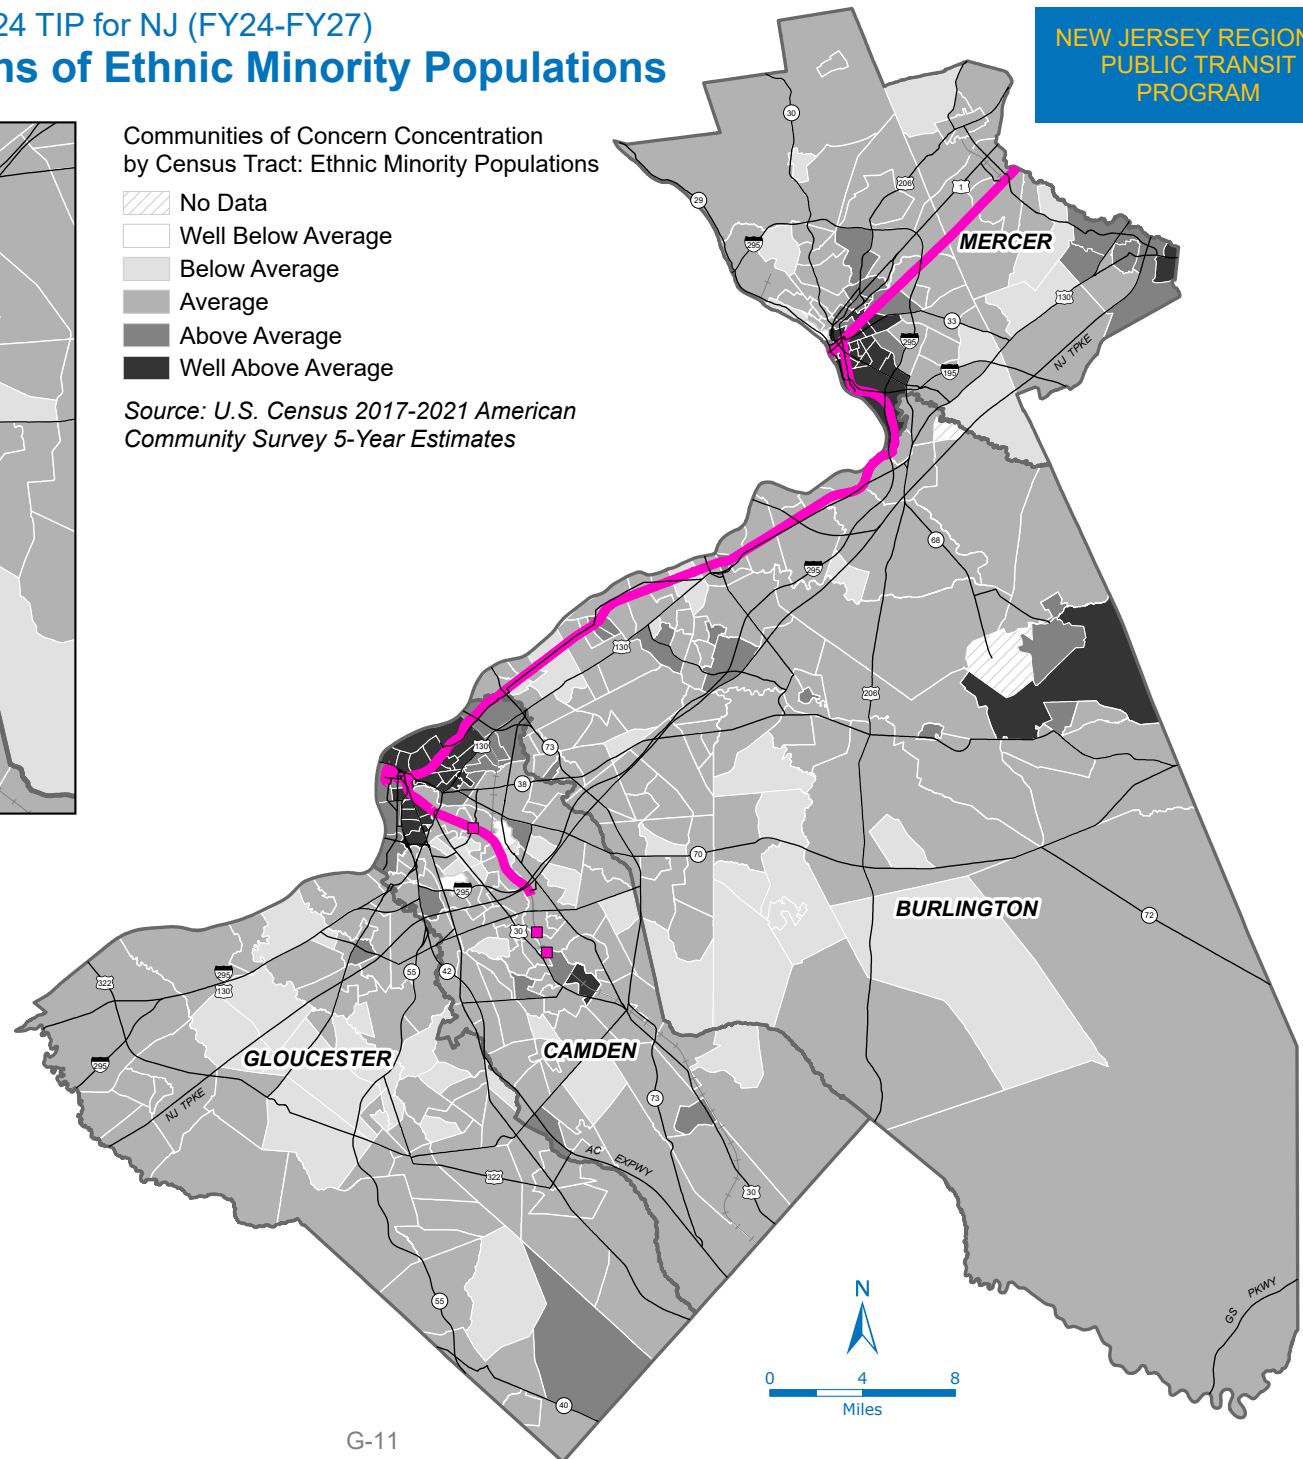 24 TIP for NJ (FY24-FY27)
ns of Ethnic Minority Populations
NEW JERSEY REGION
PUBLIC TRANSIT
PROGRAM
Communities of Concern Concentration
by Census Tract: Ethnic Minority Populations
No Data
Well Below Average
Below Average
Average
Above Average
Well Above Average
Source: U.S. Census 2017-2021 American
Community Survey 5-Year Estimates
30
206
1
29
295
MERCER
130
33
295
195
NJ TPKE
68
295
130
206
130
73
38
70
295
BURLINGTON
72
30
322
295
130
55
42
GLOUCESTER
CAMDEN
295
NJ TPKE
73
AC EXPWY
322
30
55
40
GS PKWY
N
0 4 8
Miles
G-11